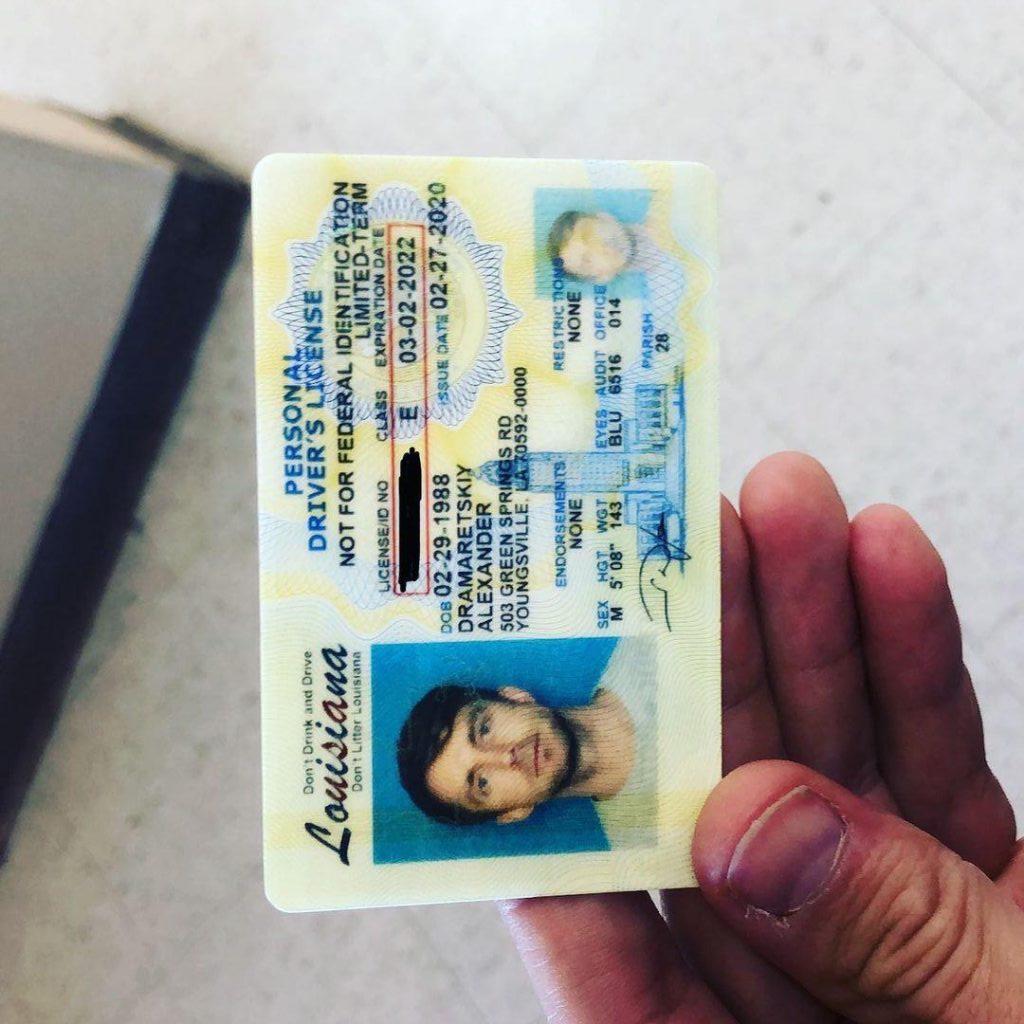 PERSONAL
DRIVER'S LICENSE
NOT FOR FEDERAL IDENTIFICATION
LIMITED-TERM
LICENSE/ID NO CLASS EXPIRATION DATE
E 03-02-2022
DOB 02-29-1988 ISSUE DATE 02-27-2020
DRAMARETSKIY
ALEXANDER
503 GREEN SPRINGS RD
YOUNGSVILLE, LA 70592-0000
ENDORSEMENTS RESTRICTIONS
NONE NONE
SEX HGT WGT EYES AUDIT OFFICE
M 5' 08" 143 BLU 6516 014
PARISH
28
Don't Drink and Drive
Louisiana
Don't Litter Louisiana